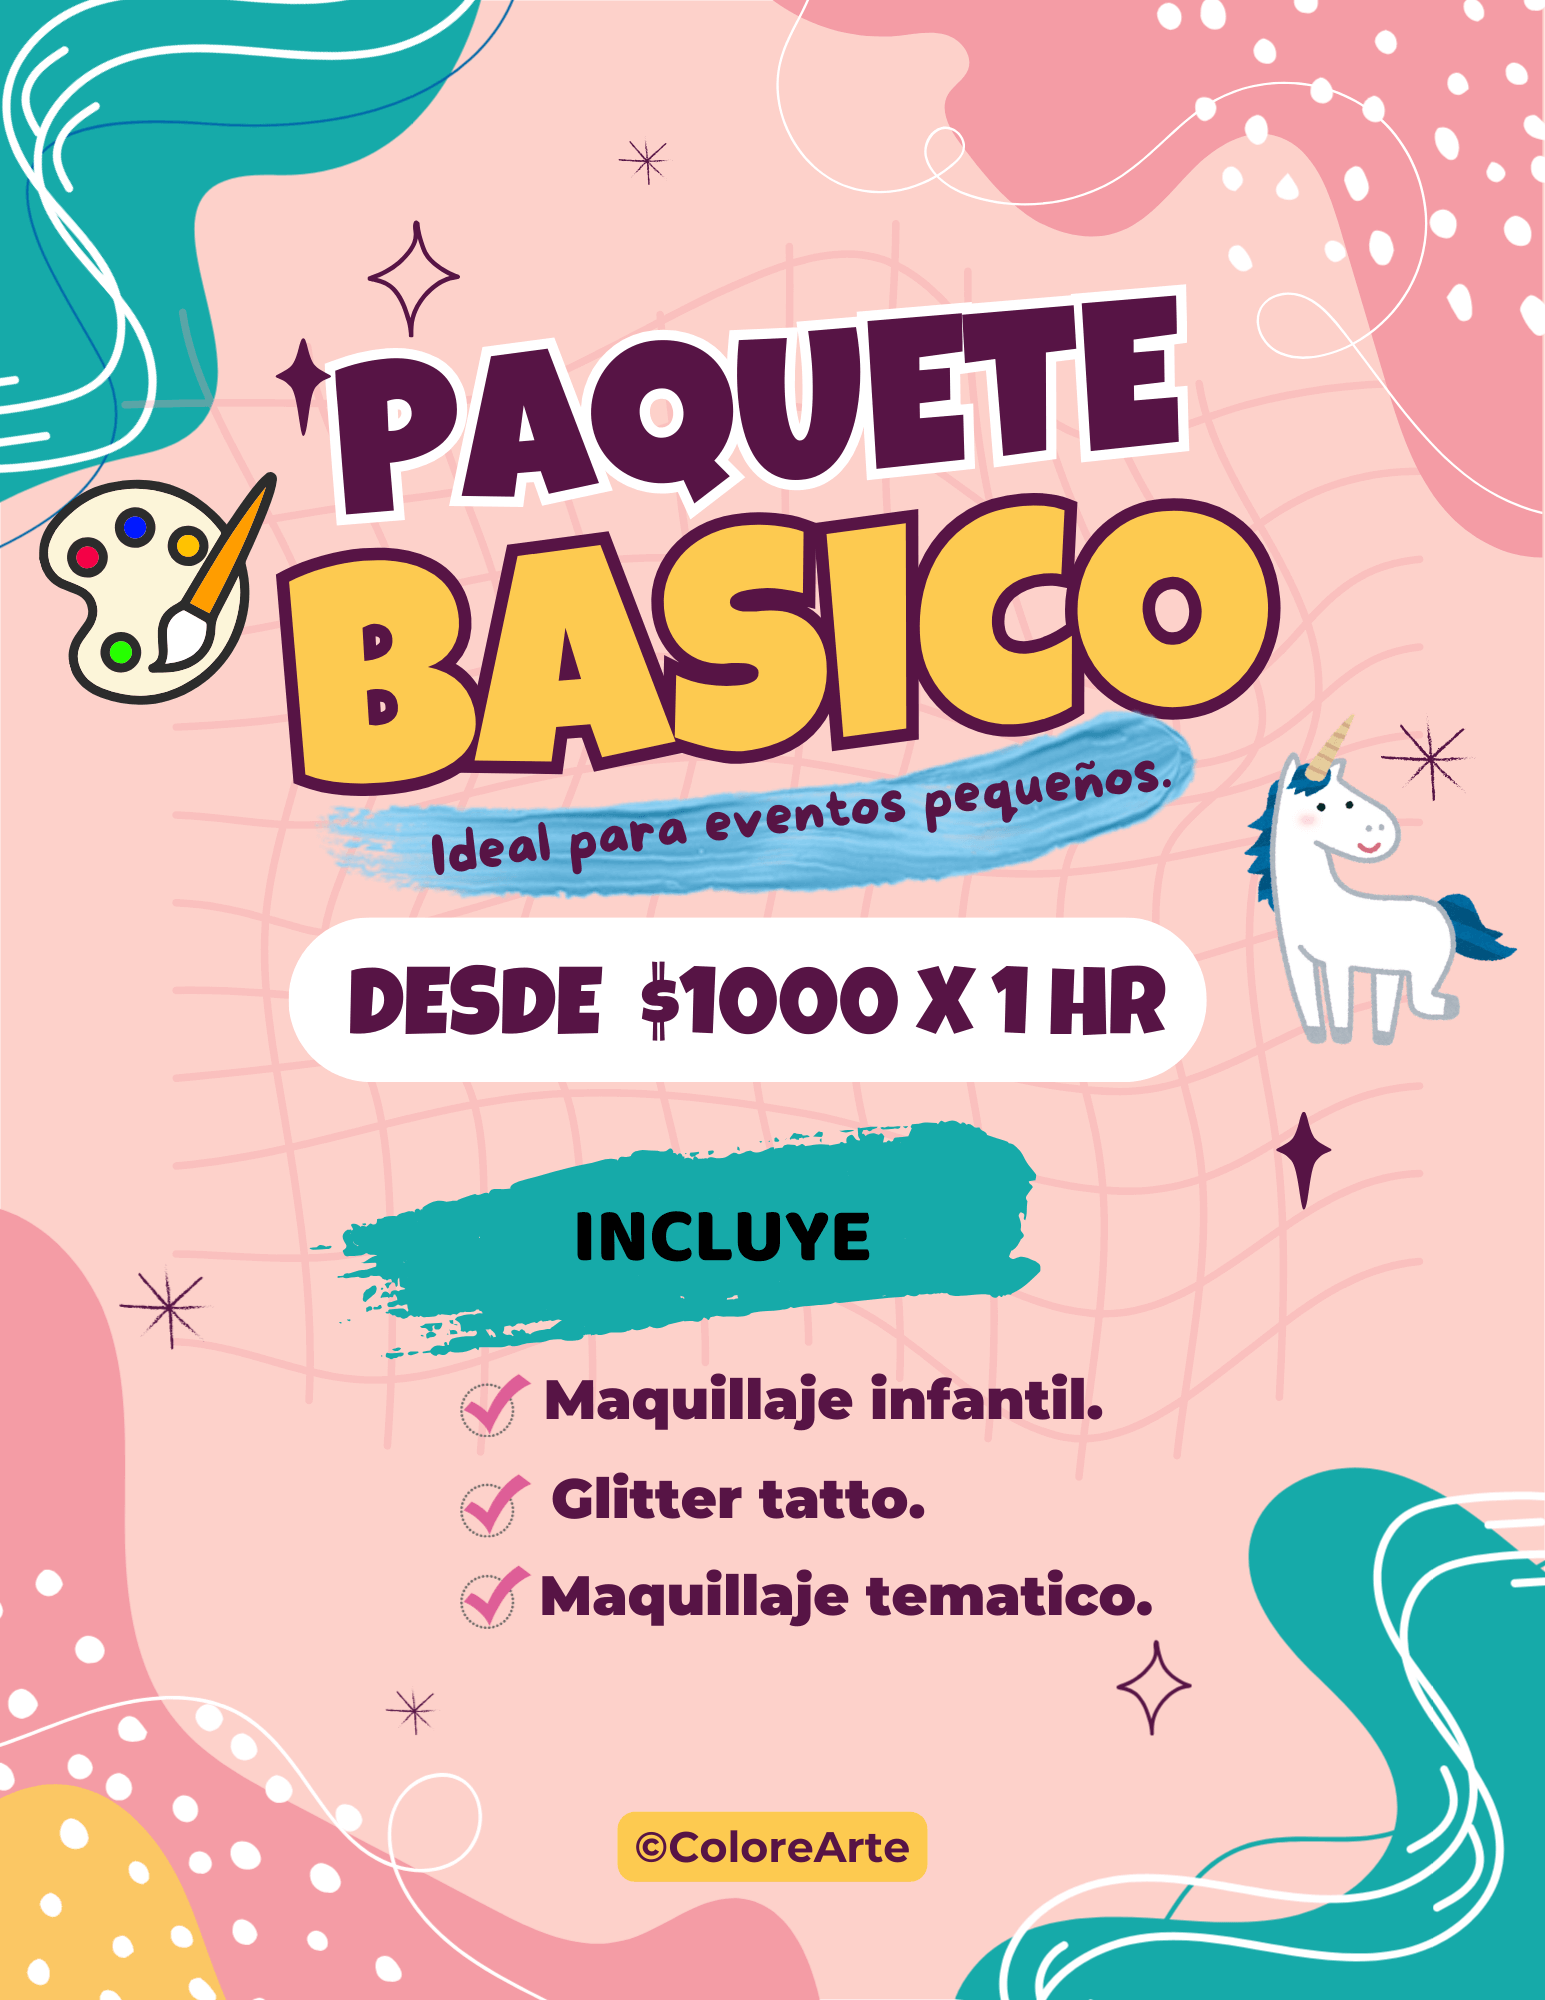 PAQUETE
BASICO
Ideal para eventos pequeños.
DESDE $1000 X 1 HR
INCLUYE
Maquillaje infantil.
Glitter tatto.
Maquillaje tematico.
©ColoreArte